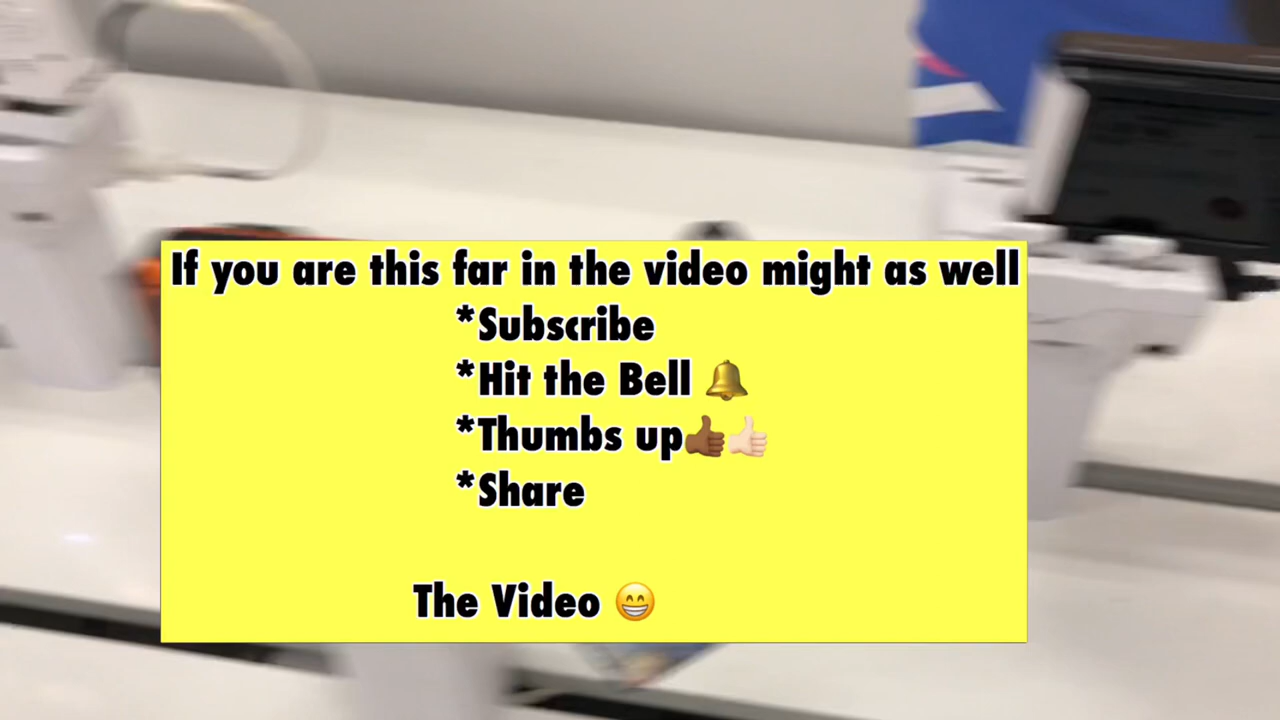 If you are this far in the video might as well
*Subscribe
*Hit the Bell 🔔
*Thumbs up👍🏾👍🏻
*Share
The Video 😁